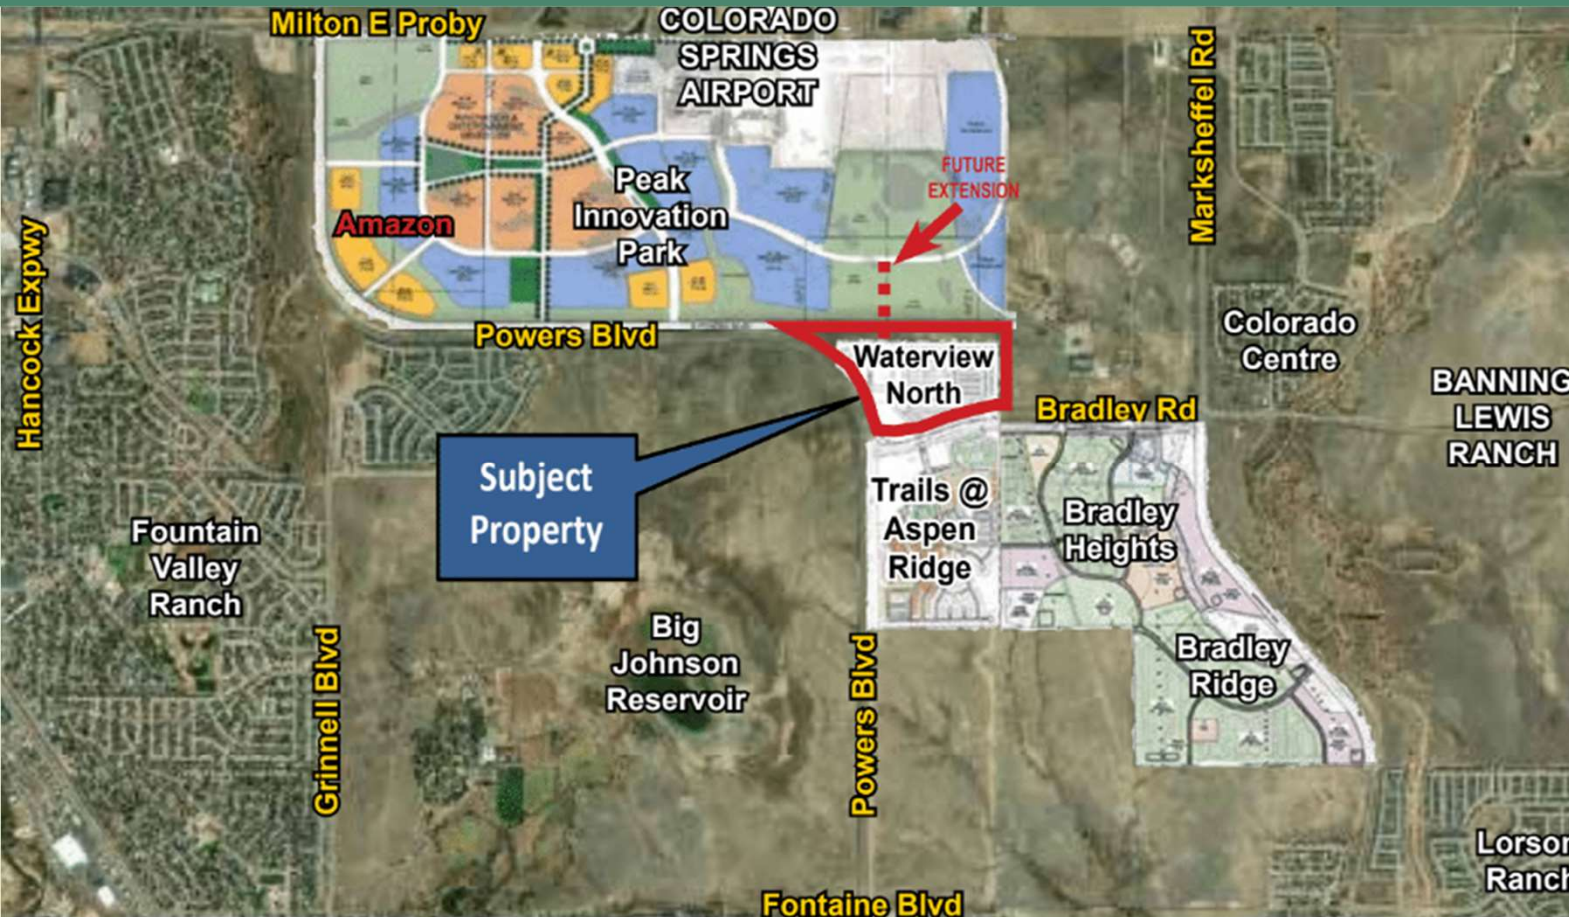 Milton E Proby
COLORADO
SPRINGS
AIRPORT
Marksheffel Rd
FUTURE
EXTENSION
Peak
Innovation
Park
Amazon
Hancock Expwy
Powers Blvd
Colorado
Centre
Waterview
North
BANNING
LEWIS
RANCH
Bradley Rd
Subject
Property
Trails @
Aspen
Ridge
Bradley
Heights
Fountain
Valley
Ranch
Big
Johnson
Reservoir
Bradley
Ridge
Grinnell Blvd
Powers Blvd
Lorson
Ranch
Fontaine Blvd